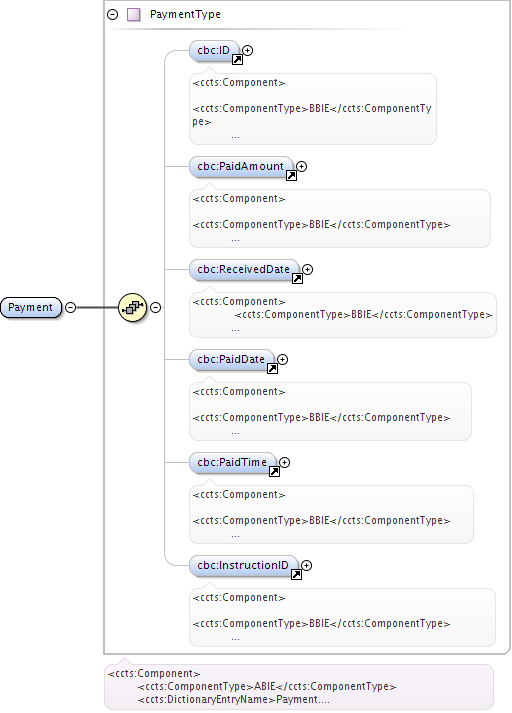 PaymentType
cbc:ID
<ccts:Component>
<ccts:ComponentType>BBIE</ccts:ComponentTy
pe>
...
cbc:PaidAmount
<ccts:Component>
<ccts:ComponentType>BBIE</ccts:ComponentType>
...
cbc:ReceivedDate
<ccts:Component>
<ccts:ComponentType>BBIE</ccts:ComponentType>
...
Payment
cbc:PaidDate
<ccts:Component>
<ccts:ComponentType>BBIE</ccts:ComponentType>
...
cbc:PaidTime
<ccts:Component>
<ccts:ComponentType>BBIE</ccts:ComponentType>
...
cbc:InstructionID
<ccts:Component>
<ccts:ComponentType>BBIE</ccts:ComponentType>
...
<ccts:Component>
<ccts:ComponentType>ABIE</ccts:ComponentType>
<ccts:DictionaryEntryName>Payment....